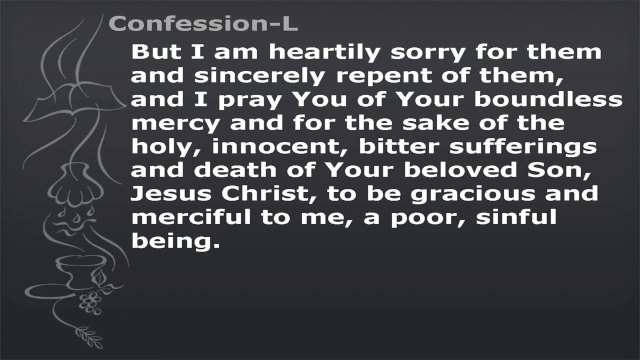 Confession-L
But I am heartily sorry for them
and sincerely repent of them,
and I pray You of Your boundless
mercy and for the sake of the
holy, innocent, bitter sufferings
and death of Your beloved Son,
Jesus Christ, to be gracious and
merciful to me, a poor, sinful
being.